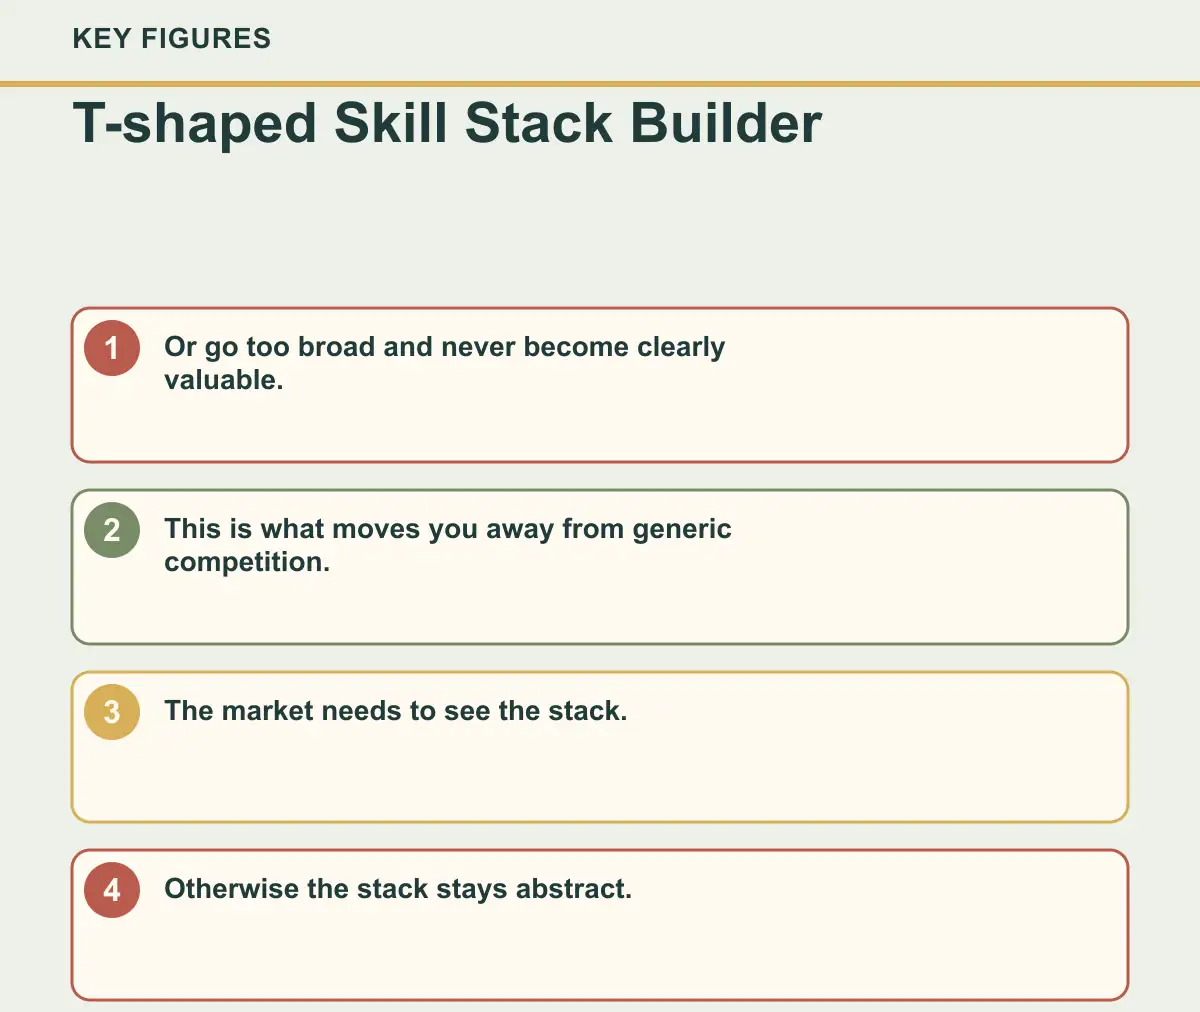 KEY FIGURES
T-shaped Skill Stack Builder
1
Or go too broad and never become clearly
valuable.
2
This is what moves you away from generic
competition.
3
The market needs to see the stack.
4
Otherwise the stack stays abstract.